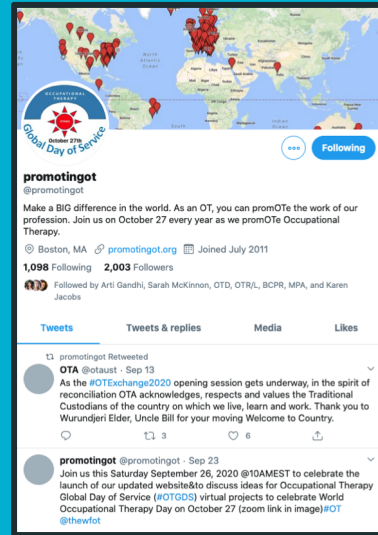 North
Atlantic
Ocean
South
Indian
OCCUPATIONAL
THERAPY
October 27th
Global Day of Service
Following
promotingot
@promotingot
Make a BIG difference in the world. As an OT, you can promOTe the work of our
profession. Join us on October 27 every year as we promOTe Occupational
Therapy.
Boston, MA promotingot.org Joined July 2011
1,098 Following 2,003 Followers
Followed by Arti Gandhi, Sarah McKinnon, OTD, OTR/L, BCPR, MPA, and Karen
Jacobs
Tweets Tweets & replies Media Likes
promotingot Retweeted
OTA @otaust · Sep 13
As the #OTExchange2020 opening session gets underway, in the spirit of
reconciliation OTA acknowledges, respects and values the Traditional
Custodians of the country on which we live, learn and work. Thank you to
Wurundjeri Elder, Uncle Bill for your moving Welcome to Country.
3 6
promotingot @promotingot · Sep 23
Join us this Saturday September 26, 2020 @10AMEST to celebrate the
launch of our updated website&to discuss ideas for Occupational Therapy
Global Day of Service (#OTGDS) virtual projects to celebrate World
Occupational Therapy Day on October 27 (zoom link in image)#OT
@thewfot